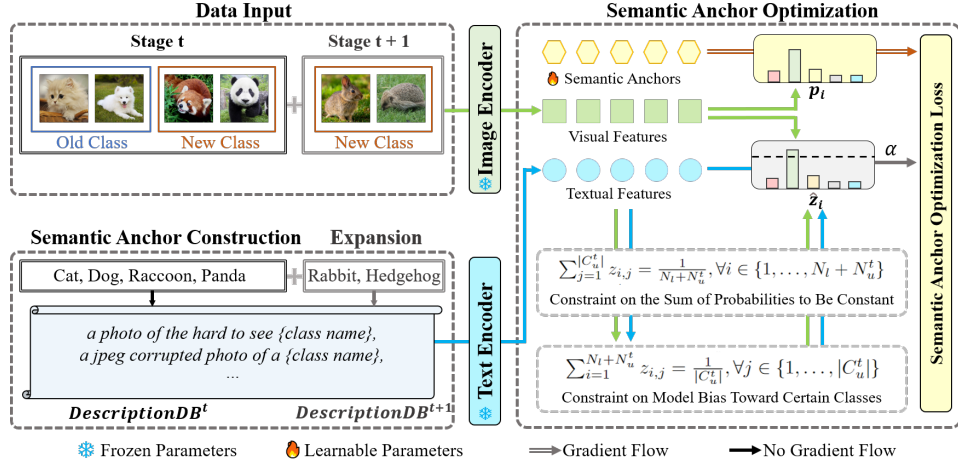 Data Input
Stage t
Stage t + 1
Old Class
New Class
New Class
Image Encoder
Semantic Anchor Construction
Expansion
Cat, Dog, Raccoon, Panda
Rabbit, Hedgehog
a photo of the hard to see {class name},
a jpeg corrupted photo of a {class name},
...
DescriptionDB^t
DescriptionDB^{t+1}
Text Encoder
Semantic Anchor Optimization
Semantic Anchors
p_i
Visual Features
Textual Features
α
ẑ_i
∑_{j=1}^{|C_u^t|} z_{i,j} = \frac{1}{N_l+N_u^t}, ∀i ∈ {1, . . . , N_l + N_u^t}
Constraint on the Sum of Probabilities to Be Constant
∑_{i=1}^{N_l+N_u^t} z_{i,j} = \frac{1}{|C_u^t|}, ∀j ∈ {1, . . . , |C_u^t|}
Constraint on Model Bias Toward Certain Classes
Semantic Anchor Optimization Loss
Frozen Parameters
Learnable Parameters
Gradient Flow
No Gradient Flow